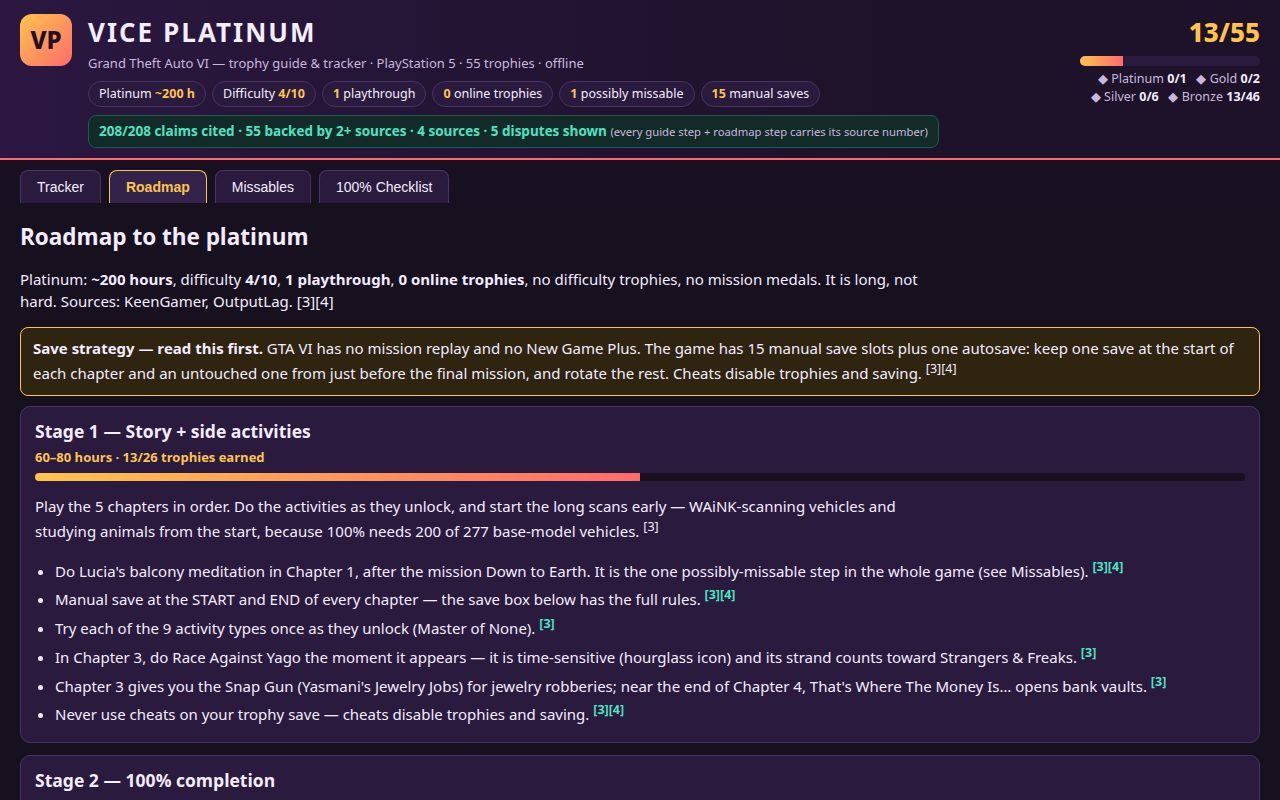 VP
VICE PLATINUM
Grand Theft Auto VI — trophy guide & tracker · PlayStation 5 · 55 trophies · offline
Platinum ~200 h
Difficulty 4/10
1 playthrough
0 online trophies
1 possibly missable
15 manual saves
208/208 claims cited · 55 backed by 2+ sources · 4 sources · 5 disputes shown (every guide step + roadmap step carries its source number)
13/55
◆ Platinum 0/1 ◆ Gold 0/2
◆ Silver 0/6 ◆ Bronze 13/46
Tracker
Roadmap
Missables
100% Checklist
Roadmap to the platinum
Platinum: ~200 hours, difficulty 4/10, 1 playthrough, 0 online trophies, no difficulty trophies, no mission medals. It is long, not
hard. Sources: KeenGamer, OutputLag. [3][4]
Save strategy — read this first. GTA VI has no mission replay and no New Game Plus. The game has 15 manual save slots plus one autosave: keep one save at the start of
each chapter and an untouched one from just before the final mission, and rotate the rest. Cheats disable trophies and saving. [3][4]
Stage 1 — Story + side activities
60–80 hours · 13/26 trophies earned
Play the 5 chapters in order. Do the activities as they unlock, and start the long scans early — WAiNK-scanning vehicles and
studying animals from the start, because 100% needs 200 of 277 base-model vehicles. [3]
• Do Lucia's balcony meditation in Chapter 1, after the mission Down to Earth. It is the one possibly-missable step in the whole game (see Missables). [3][4]
• Manual save at the START and END of every chapter — the save box below has the full rules. [3][4]
• Try each of the 9 activity types once as they unlock (Master of None). [3]
• In Chapter 3, do Race Against Yago the moment it appears — it is time-sensitive (hourglass icon) and its strand counts toward Strangers & Freaks. [3]
• Chapter 3 gives you the Snap Gun (Yasmani's Jewelry Jobs) for jewelry robberies; near the end of Chapter 4, That's Where The Money Is... opens bank vaults. [3]
• Never use cheats on your trophy save — cheats disable trophies and saving. [3][4]
Stage 2 — 100% completion